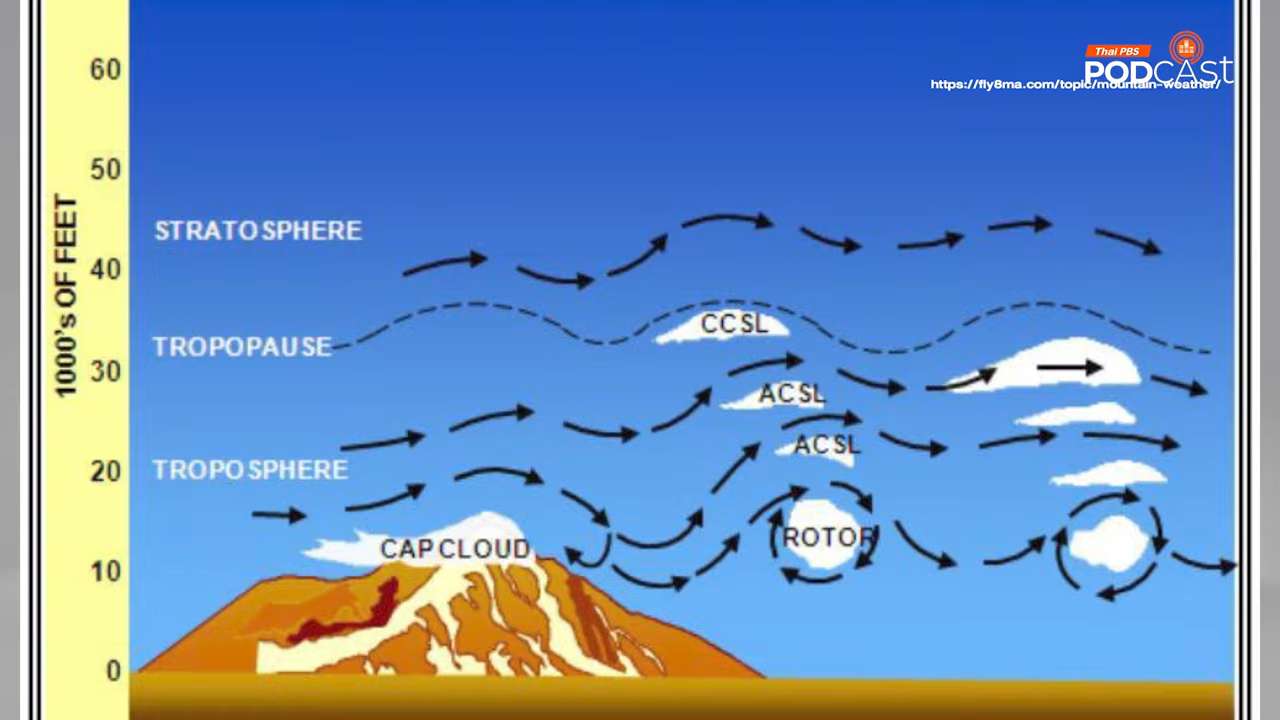 Thai PBS
PODCAST
https://fly8ma.com/topic/mountain-weather/
60
50
40
30
20
10
0
1000's OF FEET
STRATOSPHERE
TROPOPAUSE
TROPOSPHERE
CCSL
ACSL
ACSL
ROTOR
CAP CLOUD